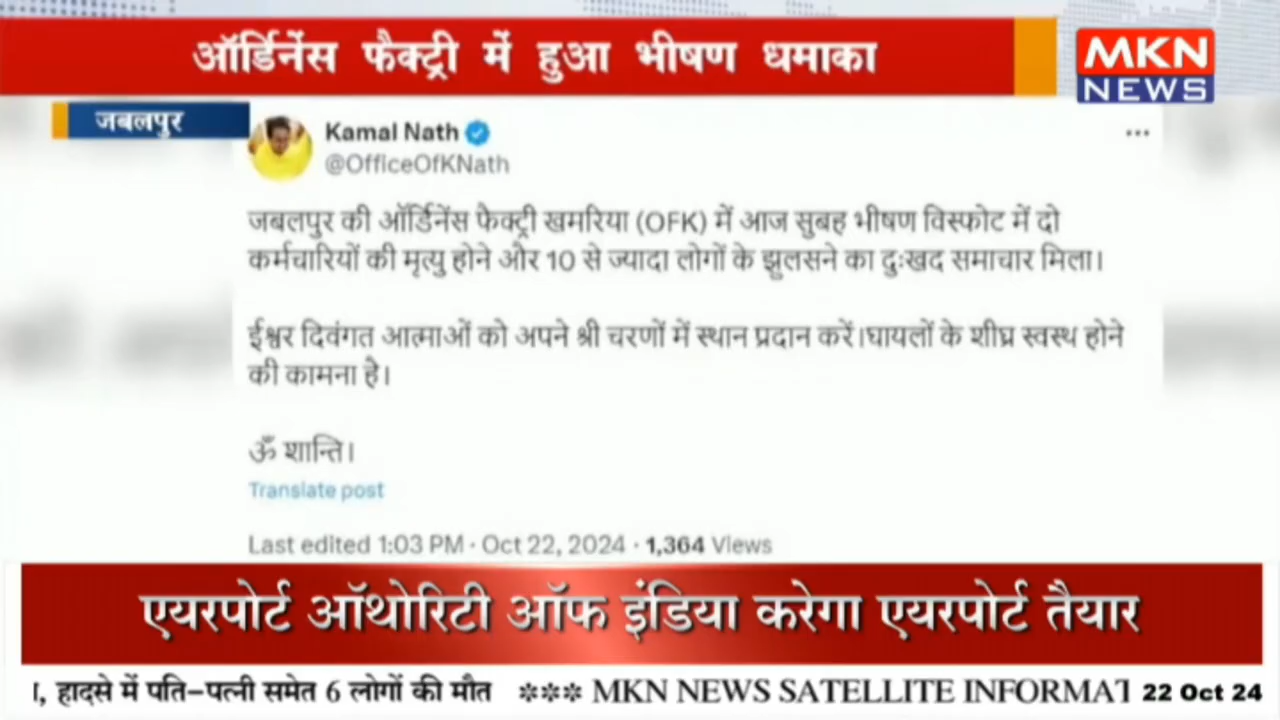 ऑर्डिनेंस फैक्ट्री में हुआ भीषण धमाका
MKN
NEWS
जबलपुर
Kamal Nath
@OfficeOfKNath
जबलपुर की ऑर्डिनेंस फैक्ट्री खमरिया (OFK) में आज सुबह भीषण विस्फोट में दो
कर्मचारियों की मृत्यु होने और 10 से ज्यादा लोगों के झुलसने का दुःखद समाचार मिला।
ईश्वर दिवंगत आत्माओं को अपने श्री चरणों में स्थान प्रदान करें।घायलों के शीघ्र स्वस्थ होने
की कामना है।
ॐ शान्ति।
Translate post
Last edited 1:03 PM · Oct 22, 2024 · 1,364 Views
एयरपोर्ट ऑथोरिटी ऑफ इंडिया करेगा एयरपोर्ट तैयार
, हादसे में पति-पत्नी समेत 6 लोगों की मौत *** MKN NEWS SATELLITE INFORMAT 22 Oct 24